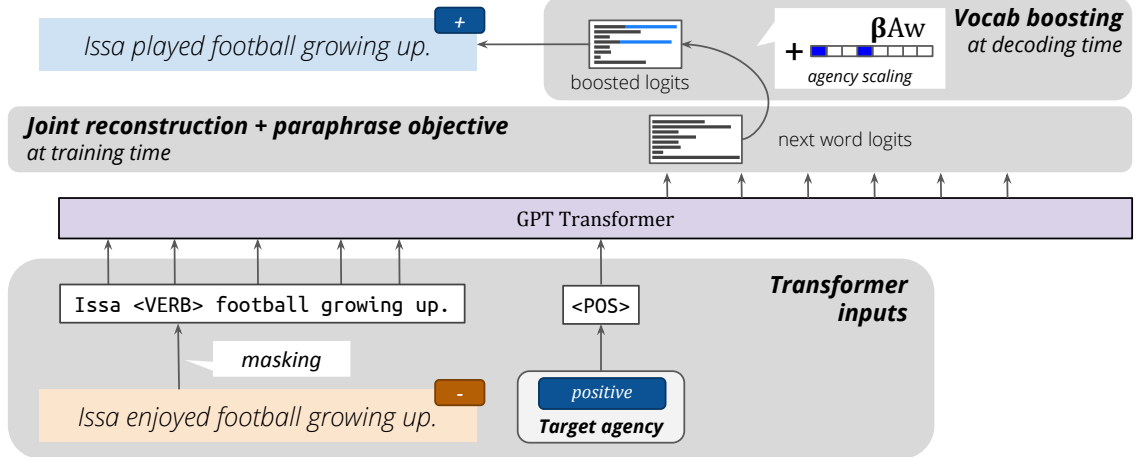 +
Issa played football growing up.
boosted logits
βAw
+
agency scaling
Vocab boosting
at decoding time
Joint reconstruction + paraphrase objective
at training time
next word logits
GPT Transformer
Issa <VERB> football growing up.
<POS>
Transformer
inputs
masking
-
Issa enjoyed football growing up.
positive
Target agency